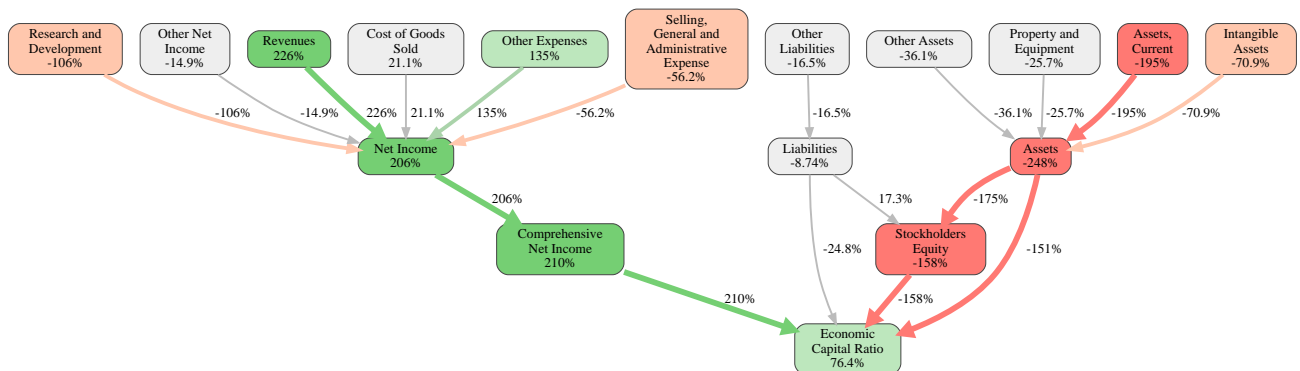 Research and
Development
-106%
Other Net
Income
-14.9%
Revenues
226%
Cost of Goods
Sold
21.1%
Other Expenses
135%
Selling,
General and
Administrative
Expense
-56.2%
Other
Liabilities
-16.5%
Other Assets
-36.1%
Property and
Equipment
-25.7%
Assets,
Current
-195%
Intangible
Assets
-70.9%
-106%
-14.9%
226%
21.1%
135%
-56.2%
-16.5%
-36.1%
-25.7%
-195%
-70.9%
Net Income
206%
Liabilities
-8.74%
Assets
-248%
206%
17.3%
-175%
Comprehensive
Net Income
210%
-24.8%
Stockholders
Equity
-158%
-151%
210%
-158%
Economic
Capital Ratio
76.4%